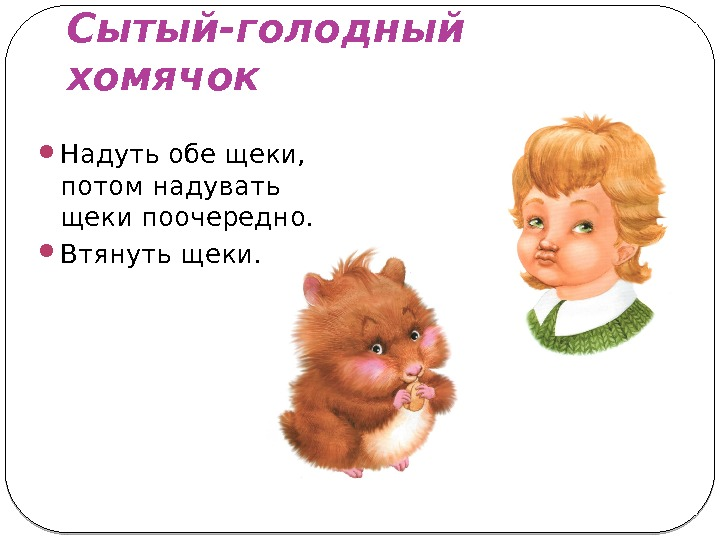 Сытый-голодный
хомячок
Надуть обе щеки,
потом надувать
щеки поочередно.
Втянуть щеки.